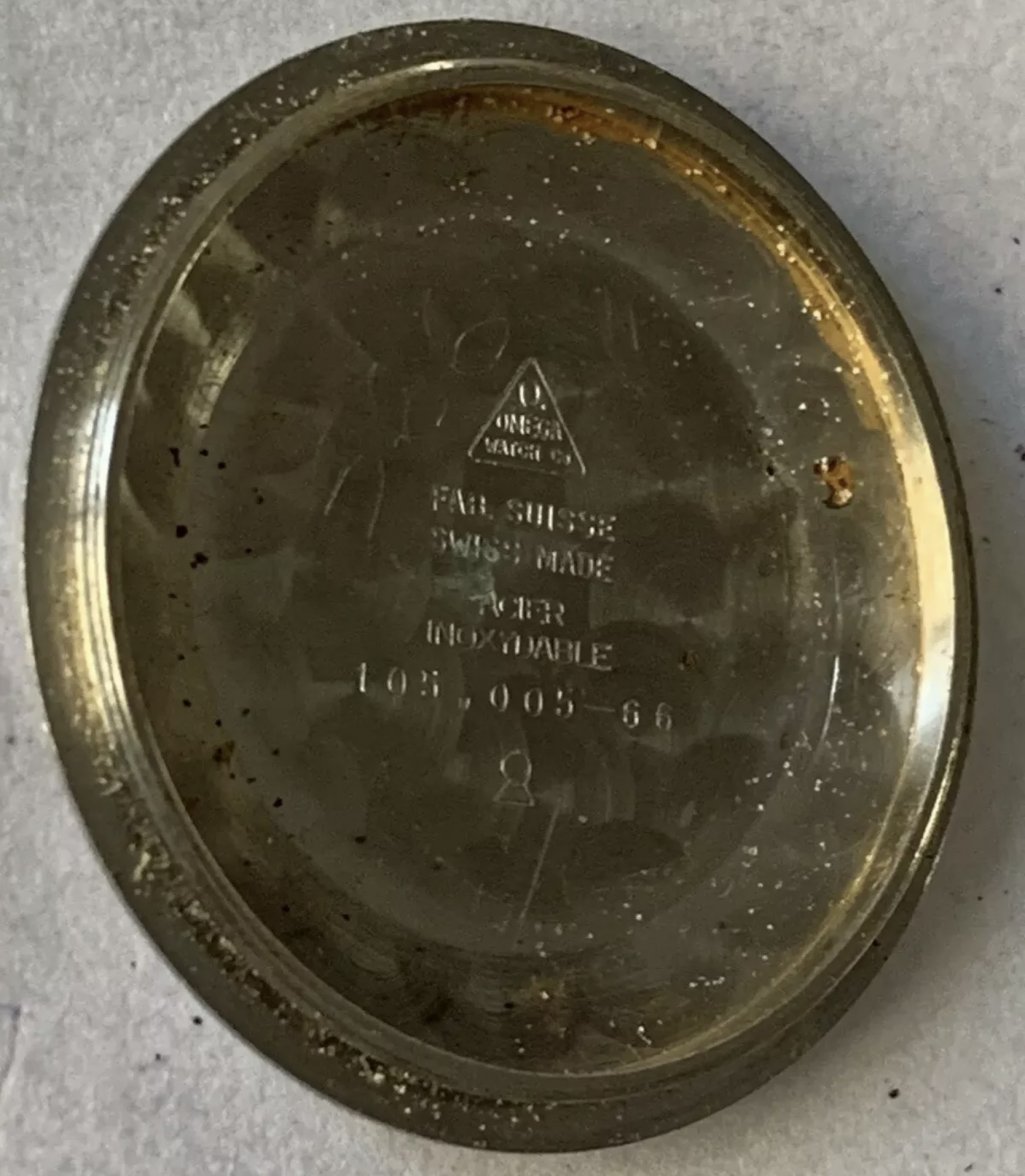 Ω
OMEGA
WATCH Co
FAB. SUISSE
SWISS MADE
ACIER
INOXYDABLE
105.005-66